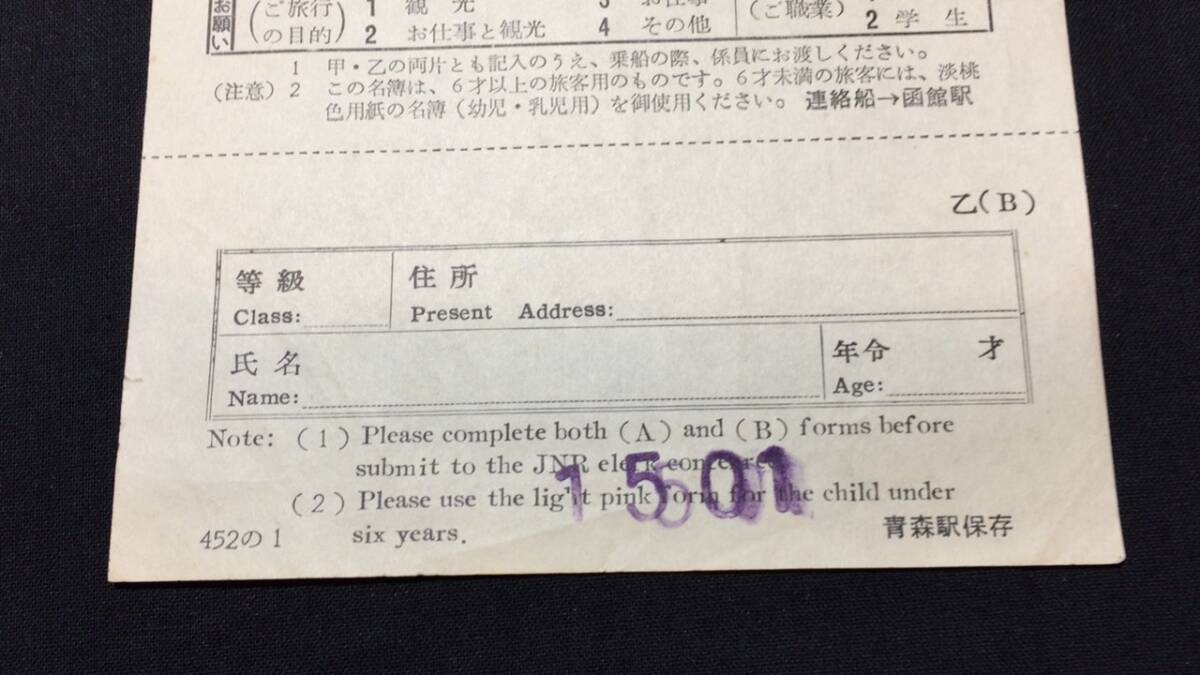 お願い (ご旅行の目的) 1 観光 3 お仕事 (ご職業)
2 お仕事と観光 4 その他 2 学生
(注意) 1 甲・乙の両片とも記入のうえ、乗船の際、係員にお渡しください。
2 この名簿は、6才以上の旅客用のものです。6才未満の旅客には、淡桃
色用紙の名簿(幼児・乳児用)を御使用ください。 連絡船→函館駅
乙(B)
等級 住所
Class: Present Address:
氏名 年令 才
Name: Age:
Note: (1) Please complete both (A) and (B) forms before
submit to the JNR
(2) Please use the light pink form for the child under
six years.
1501
452の1 青森駅保存